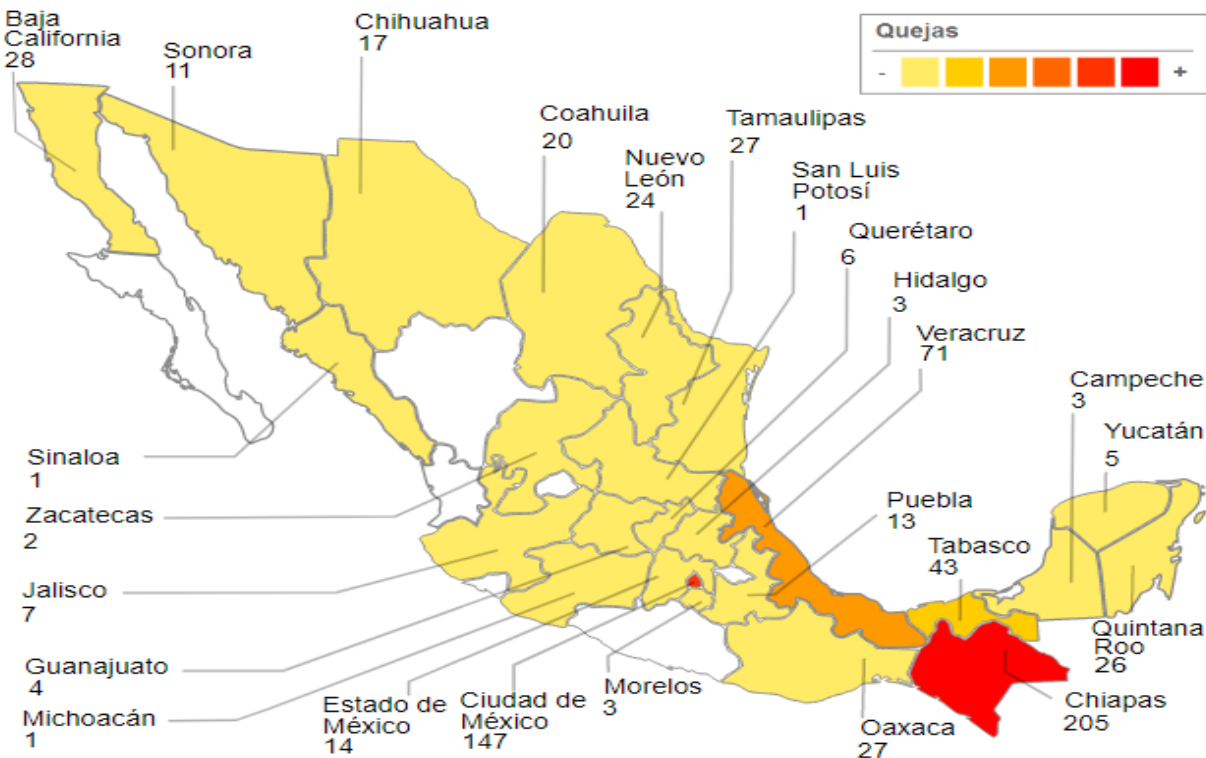 Baja
California
28
Sonora
11
Chihuahua
17
Quejas
- +
Coahuila
20
Nuevo
León
24
Tamaulipas
27
San Luis
Potosí
1
Querétaro
6
Hidalgo
3
Veracruz
71
Campeche
3
Yucatán
5
Sinaloa
1
Zacatecas
2
Jalisco
7
Guanajuato
4
Michoacán
1
Estado de
México
14
Ciudad de
México
147
Morelos
3
Puebla
13
Tabasco
43
Quintana
Roo
26
Chiapas
205
Oaxaca
27